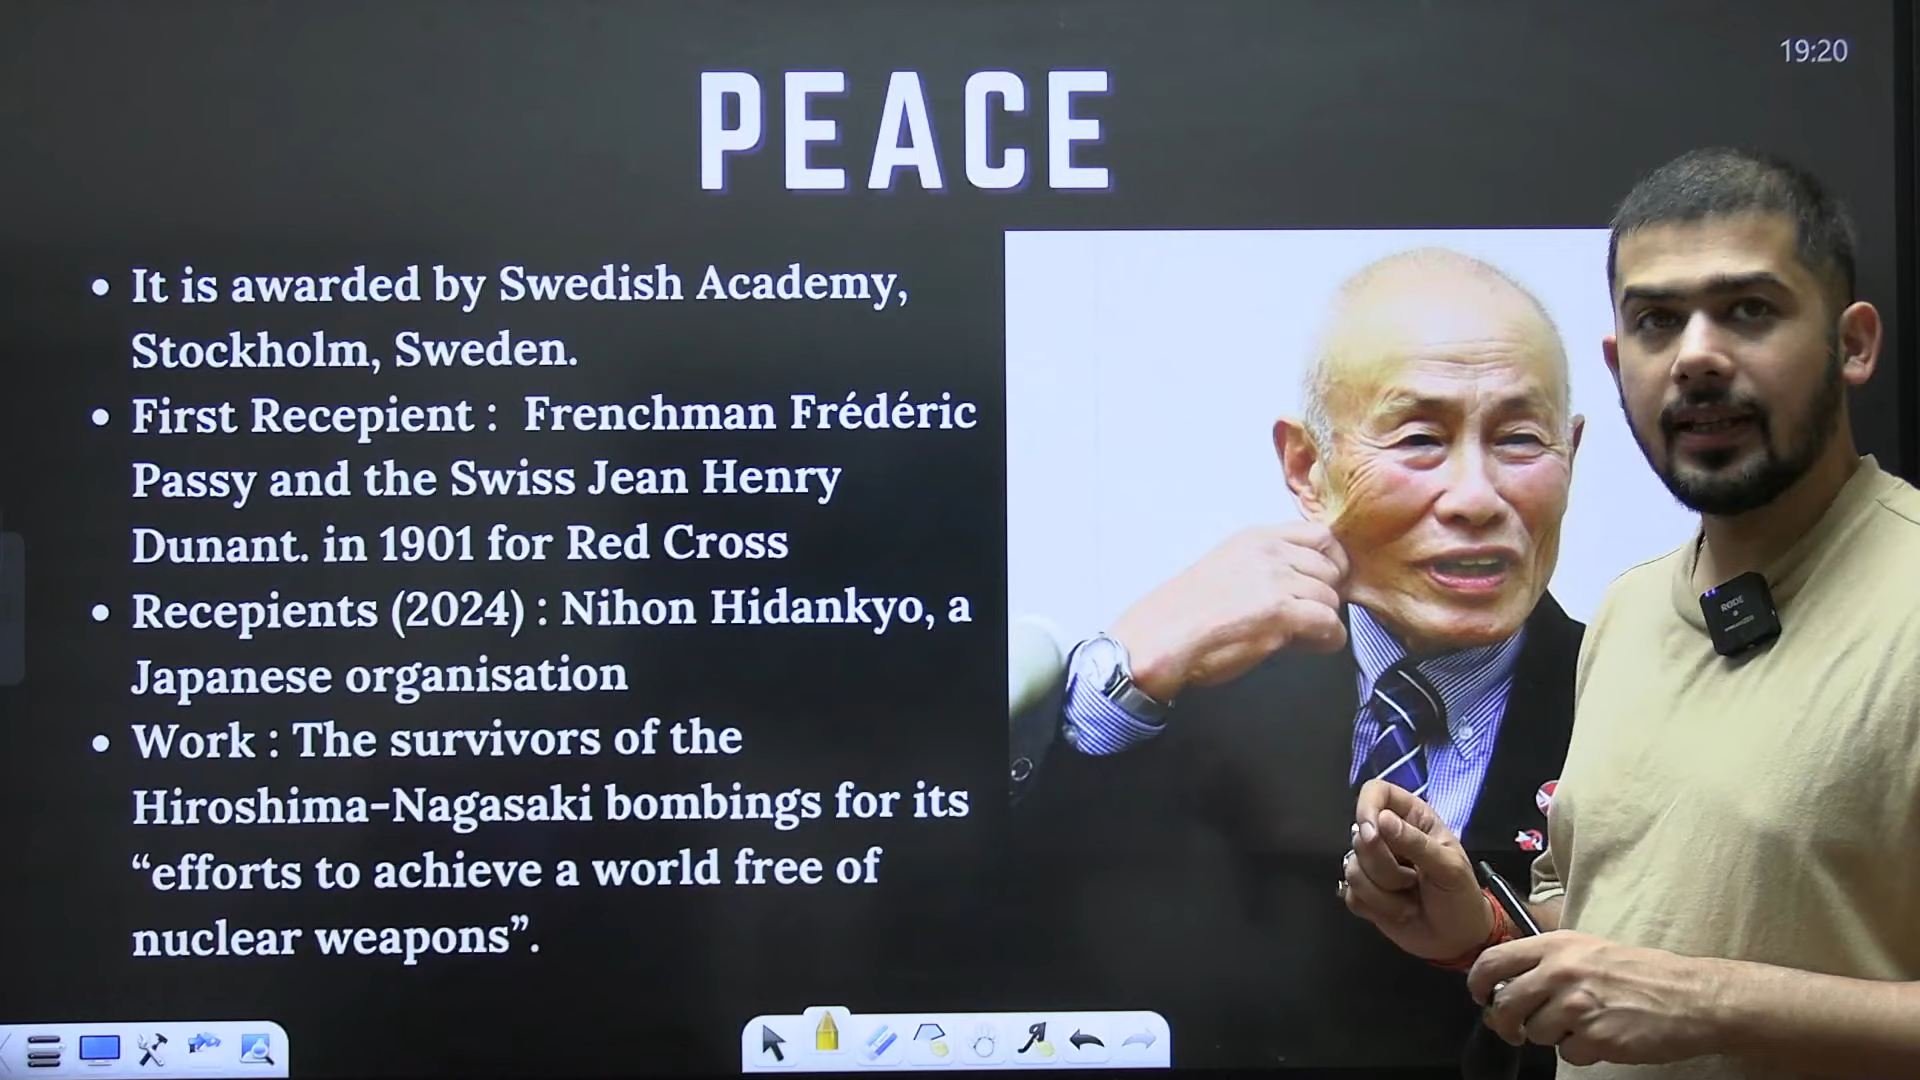 19:20
PEACE
• It is awarded by Swedish Academy,
Stockholm, Sweden.
• First Recepient : Frenchman Frédéric
Passy and the Swiss Jean Henry
Dunant. in 1901 for Red Cross
• Recepients (2024) : Nihon Hidankyo, a
Japanese organisation
• Work : The survivors of the
Hiroshima-Nagasaki bombings for its
“efforts to achieve a world free of
nuclear weapons”.
RODE